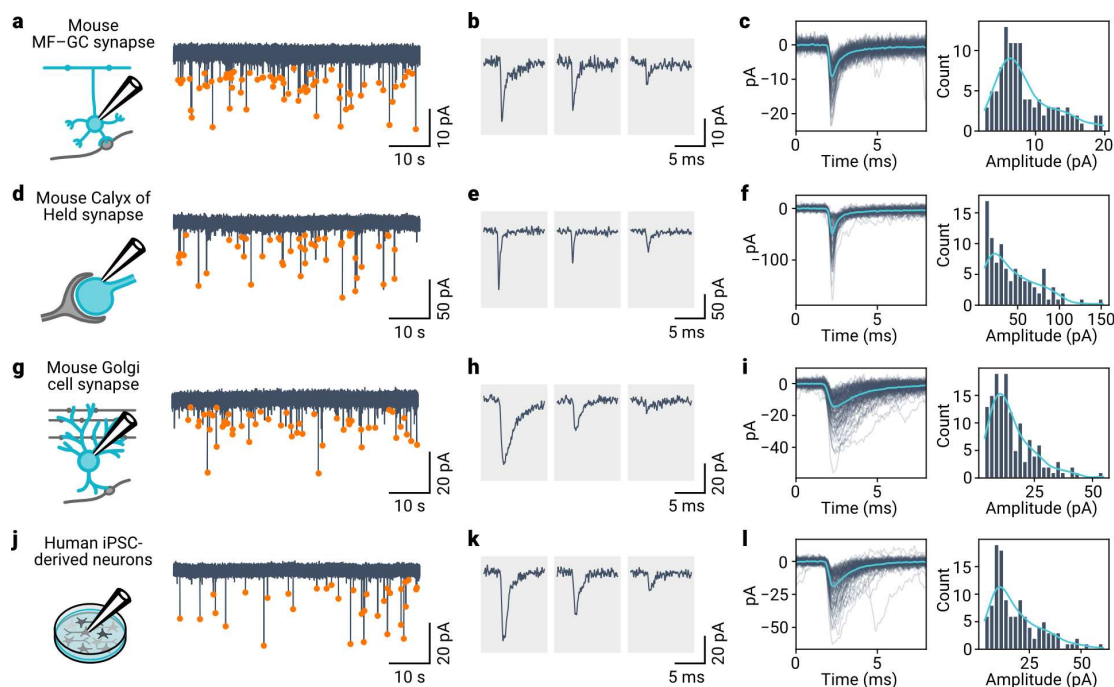 a
Mouse
MF–GC synapse
10 pA
10 s
b
10 pA
5 ms
c
0
−10
−20
pA
0
5
Time (ms)
10
5
0
Count
10
20
Amplitude (pA)
d
Mouse Calyx of
Held synapse
50 pA
10 s
e
50 pA
5 ms
f
0
−100
pA
0
5
Time (ms)
15
10
5
0
Count
50
100
150
Amplitude (pA)
g
Mouse Golgi
cell synapse
20 pA
10 s
h
20 pA
5 ms
i
0
−20
−40
pA
0
5
Time (ms)
15
10
5
0
Count
25
50
Amplitude (pA)
j
Human iPSC-
derived neurons
20 pA
10 s
k
20 pA
5 ms
l
0
−25
−50
pA
0
5
Time (ms)
15
10
5
0
Count
25
50
Amplitude (pA)